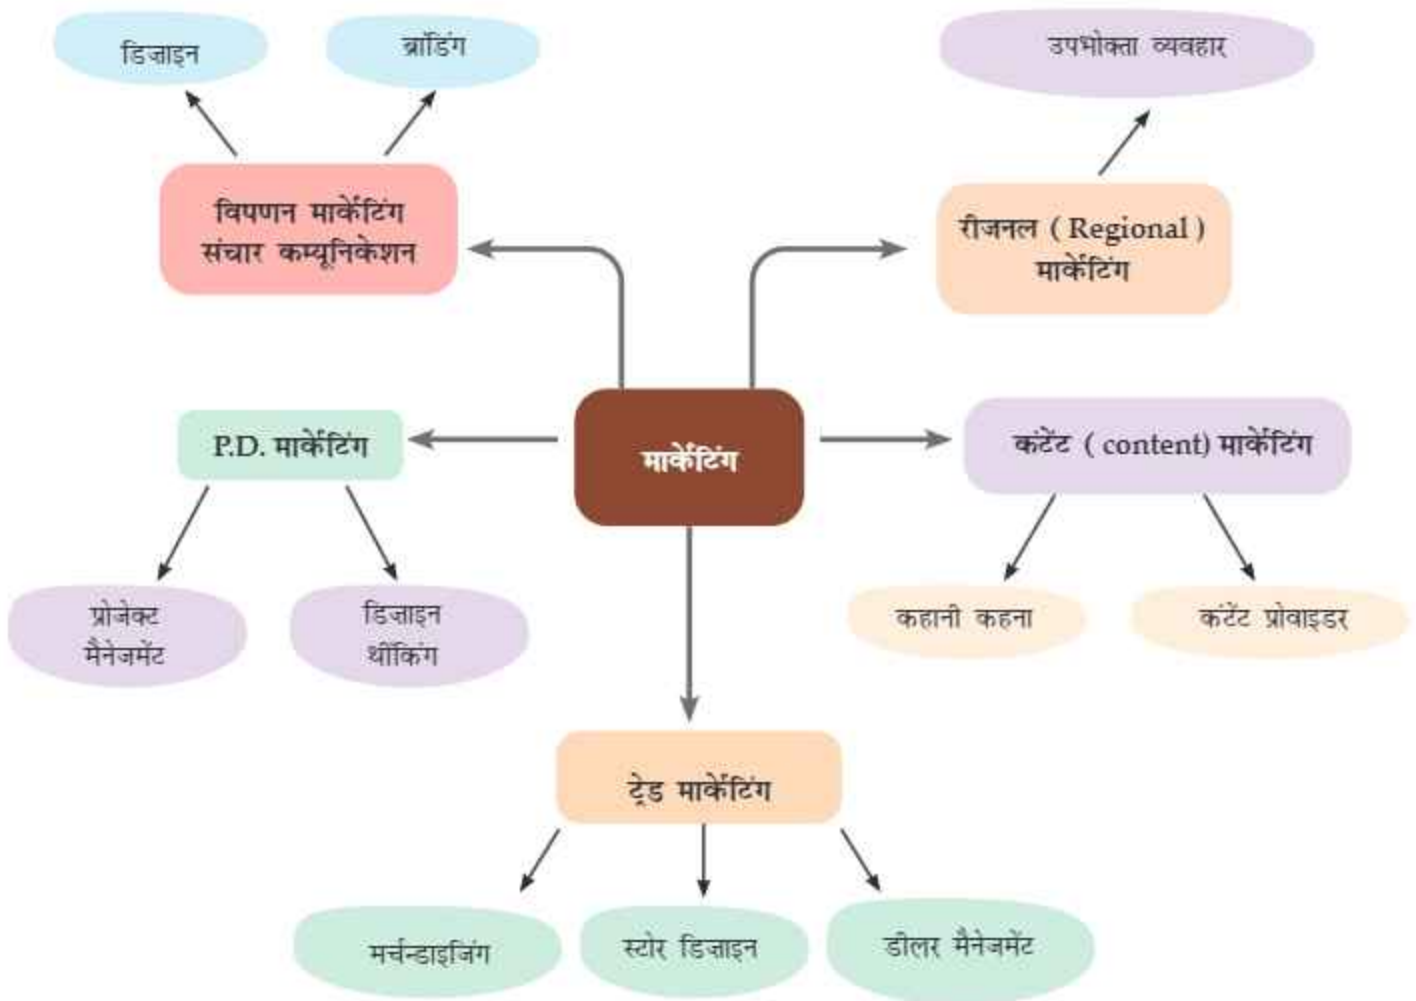 डिज़ाइन
ब्रांडिंग
उपभोक्ता व्यवहार
विपणन मार्केटिंग
संचार कम्यूनिकेशन
रीजनल ( Regional )
मार्केटिंग
P.D. मार्केटिंग
मार्केटिंग
कंटेंट ( content) मार्केटिंग
प्रोजेक्ट
मैनेजमेंट
डिज़ाइन
थींकिंग
कहानी कहना
कंटेंट प्रोवाइडर
ट्रेड मार्केटिंग
मर्चन्डाइजिंग
स्टोर डिज़ाइन
डीलर मैनेजमेंट